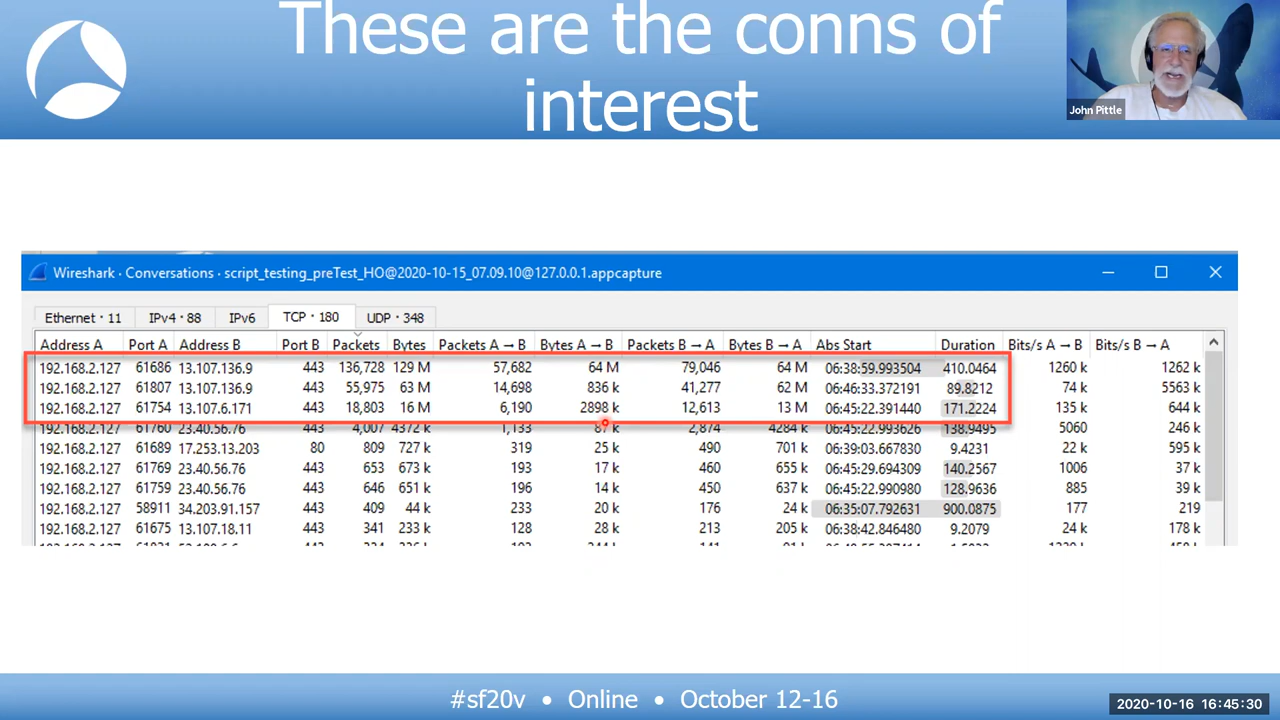 These are the conns of
interest
John Pittle
Wireshark · Conversations · script_testing_preTest_HO@2020-10-15_07.09.10@127.0.0.1.appcapture
Ethernet · 11 IPv4 · 88 IPv6 TCP · 180 UDP · 348
Address A Port A Address B Port B Packets Bytes Packets A → B Bytes A → B Packets B → A Bytes B → A Abs Start Duration Bits/s A → B Bits/s B → A
192.168.2.127 61686 13.107.136.9 443 136,728 129 M 57,682 64 M 79,046 64 M 06:38:59.993504 410.0464 1260 k 1262 k
192.168.2.127 61807 13.107.136.9 443 55,975 63 M 14,698 836 k 41,277 62 M 06:46:33.372191 89.8212 74 k 5563 k
192.168.2.127 61754 13.107.6.171 443 18,803 16 M 6,190 2898 k 12,613 13 M 06:45:22.391440 171.2224 135 k 644 k
192.168.2.127 61760 23.40.56.76 443 4,007 4372 k 1,133 87 k 2,874 4284 k 06:45:22.993626 138.9495 5060 246 k
192.168.2.127 61689 17.253.13.203 80 809 727 k 319 25 k 490 701 k 06:39:03.667830 9.4231 22 k 595 k
192.168.2.127 61769 23.40.56.76 443 653 673 k 193 17 k 460 655 k 06:45:29.694309 140.2567 1006 37 k
192.168.2.127 61759 23.40.56.76 443 646 651 k 196 14 k 450 637 k 06:45:22.990980 128.9636 885 39 k
192.168.2.127 58911 34.203.91.157 443 409 44 k 233 20 k 176 24 k 06:35:07.792631 900.0875 177 219
192.168.2.127 61675 13.107.18.11 443 341 233 k 128 28 k 213 205 k 06:38:42.846480 9.2079 24 k 178 k
#sf20v • Online • October 12-16
2020-10-16 16:45:30